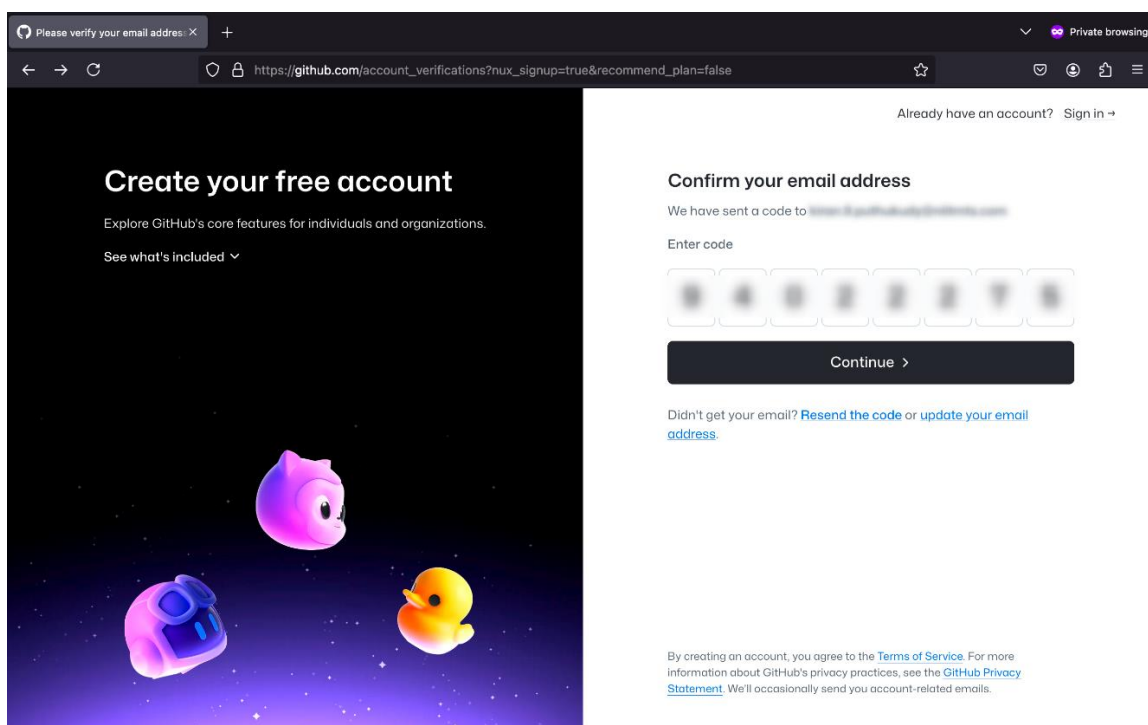 Please verify your email addres
Private browsing
https://github.com/account_verifications?nux_signup=true&recommend_plan=false
Already have an account? Sign in →
Create your free account
Explore GitHub's core features for individuals and organizations.
See what's included
Confirm your email address
We have sent a code to
Enter code
Continue >
Didn't get your email? Resend the code or update your email
address.
By creating an account, you agree to the Terms of Service. For more
information about GitHub's privacy practices, see the GitHub Privacy
Statement. We'll occasionally send you account-related emails.